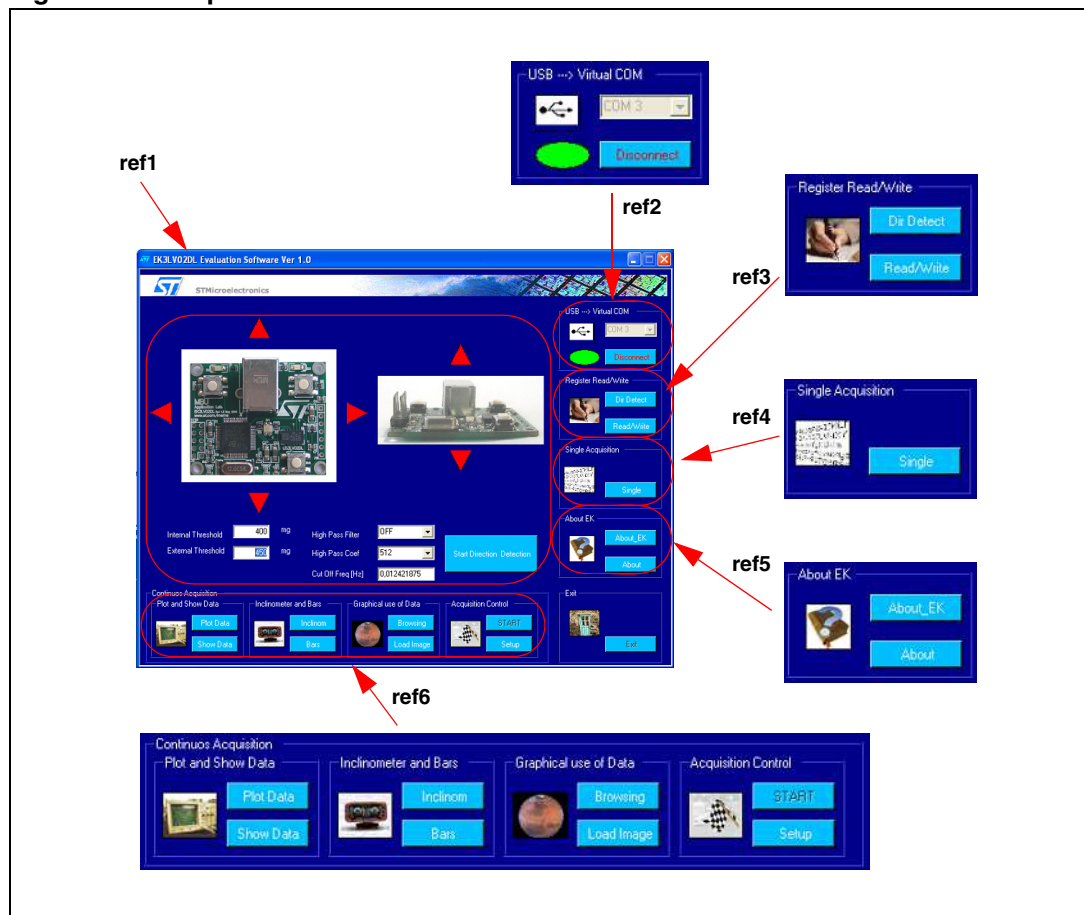 USB ---> Virtual COM
COM 3
Disconnect
ref1
ref2
Register Read/Write
Dir Detect
Read/Write
ref3
EK3LV02DL Evaluation Software Ver 1.0
ST
STMicroelectronics
USB ---> Virtual COM
COM 3
Disconnect
Register Read/Write
Dir Detect
Read/Write
Single Acquisition
Single
ref4
Single Acquisition
Single
MBU
Internal Threshold 400 mg
External Threshold 450 mg
High Pass Filter OFF
High Pass Coef 512
Cut Off Freq [Hz] 0,012421875
Start Direction Detection
About EK
About_EK
About
ref5
About EK
About_EK
About
Continuos Acquisition
Plot and Show Data
Plot Data
Show Data
Inclinometer and Bars
Inclinom
Bars
Graphical use of Data
Browsing
Load Image
Acquisition Control
START
Setup
Exit
Exit
ref6
Continuos Acquisition
Plot and Show Data
Plot Data
Show Data
Inclinometer and Bars
Inclinom
Bars
Graphical use of Data
Browsing
Load Image
Acquisition Control
START
Setup